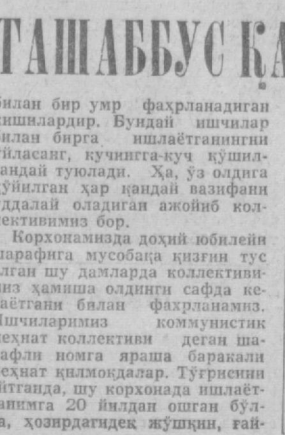 ТАШАББУС ҚА
билан бир умр фахрланадиган
кишилардир. Бундай ишчилар
билан бирга ишлаётганингни
ўйласанг, кучингга-куч қўшил-
гандай туюлади. Ҳа, ўз олдига
қўйилган ҳар қандай вазифани
уддалай оладиган ажойиб кол-
лективимиз бор.
Корхонамизда доҳий юбилейи
шарафига мусобақа қизғин тус
олган шу дамларда коллективи-
миз ҳамиша олдинги сафда ке-
лаётгани билан фахрланамиз.
Ишчиларимиз коммунистик
меҳнат коллективи деган ша-
рафли номга яраша баракали
меҳнат қилмоқдалар. Тўғрисини
айтганда, шу корхонада ишлаёт-
ганимга 20 йилдан ошган бўл-
са, ҳозирдагидек жўшқин, ғай-